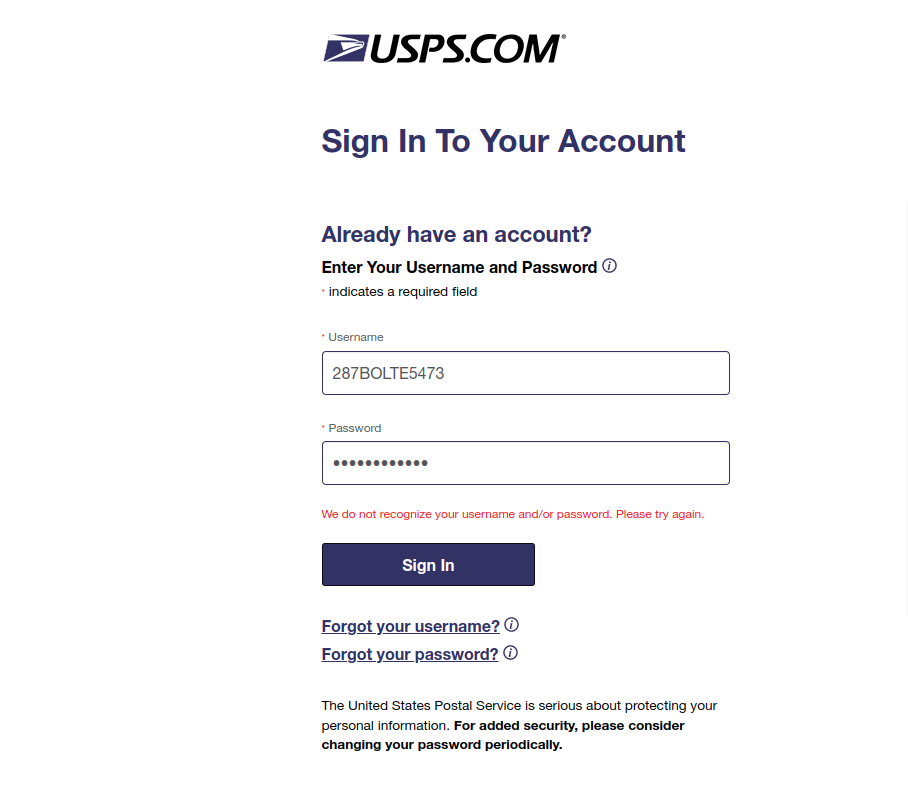 USPS.COM®
Sign In To Your Account
Already have an account?
Enter Your Username and Password
* indicates a required field
* Username
287BOLTE5473
* Password
••••••••••••
We do not recognize your username and/or password. Please try again.
Sign In
Forgot your username?
Forgot your password?
The United States Postal Service is serious about protecting your
personal information. For added security, please consider
changing your password periodically.